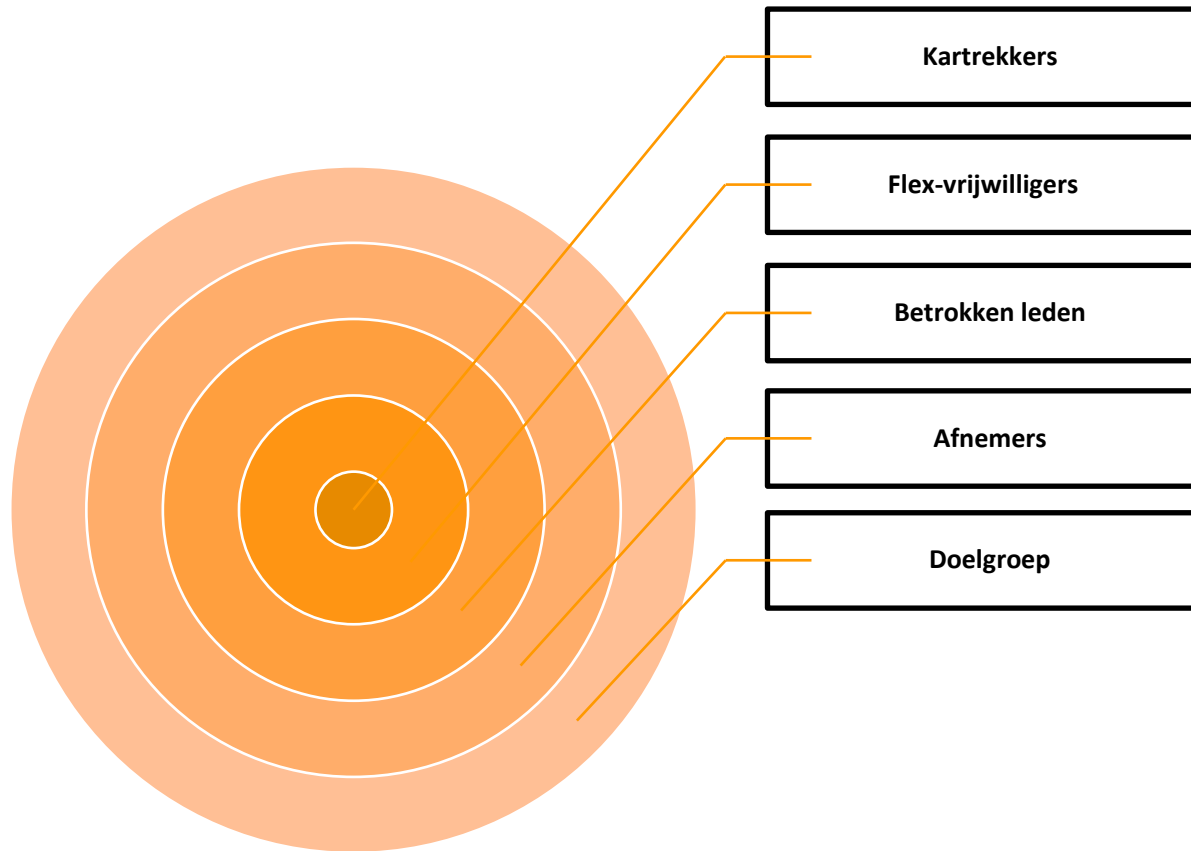 Kartrekkers
Flex-vrijwilligers
Betrokken leden
Afnemers
Doelgroep